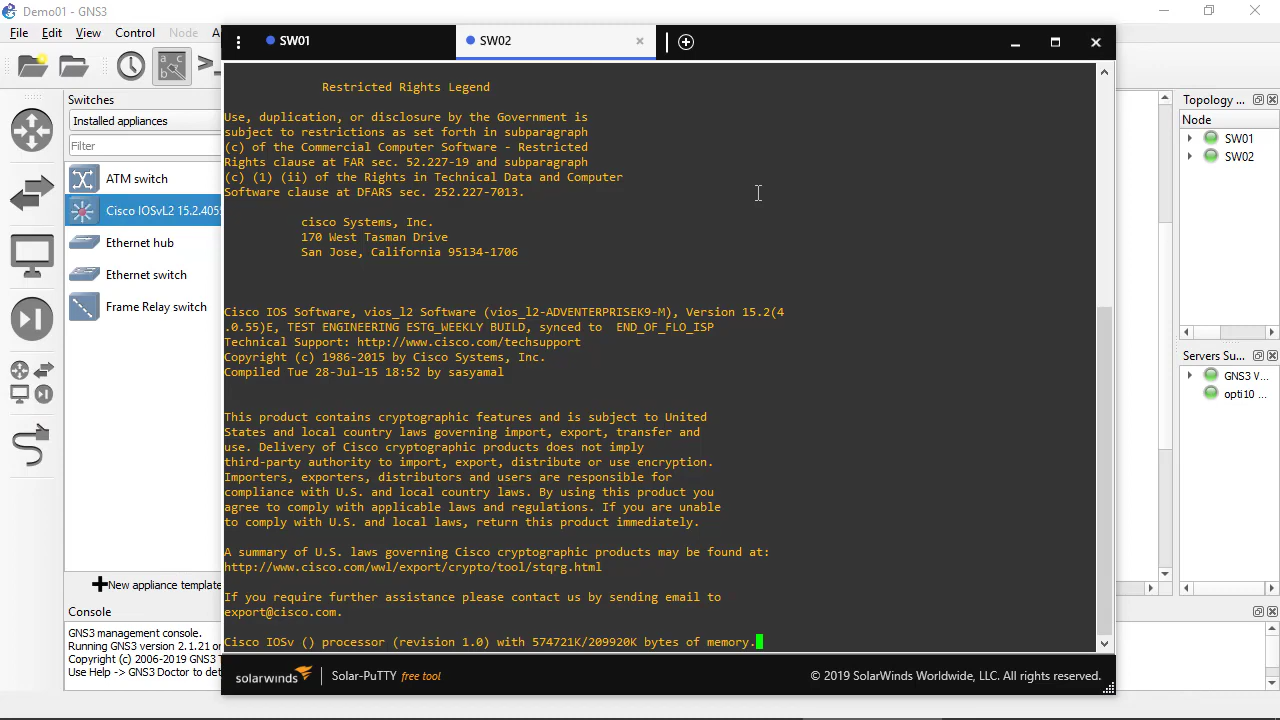 Demo01 - GNS3
File Edit View Control Node A
Switches
Installed appliances
Filter
ATM switch
Cisco IOSvL2 15.2.4055
Ethernet hub
Ethernet switch
Frame Relay switch
New appliance template
Console
GNS3 management console.
Running GNS3 version 2.1.21 o
Copyright (c) 2006-2019 GNS3 T
Use Help -> GNS3 Doctor to det
SW01
SW02
Restricted Rights Legend
Use, duplication, or disclosure by the Government is
subject to restrictions as set forth in subparagraph
(c) of the Commercial Computer Software - Restricted
Rights clause at FAR sec. 52.227-19 and subparagraph
(c) (1) (ii) of the Rights in Technical Data and Computer
Software clause at DFARS sec. 252.227-7013.
cisco Systems, Inc.
170 West Tasman Drive
San Jose, California 95134-1706
Cisco IOS Software, vios_l2 Software (vios_l2-ADVENTERPRISEK9-M), Version 15.2(4
.0.55)E, TEST ENGINEERING ESTG_WEEKLY BUILD, synced to  END_OF_FLO_ISP
Technical Support: http://www.cisco.com/techsupport
Copyright (c) 1986-2015 by Cisco Systems, Inc.
Compiled Tue 28-Jul-15 18:52 by sasyamal
This product contains cryptographic features and is subject to United
States and local country laws governing import, export, transfer and
use. Delivery of Cisco cryptographic products does not imply
third-party authority to import, export, distribute or use encryption.
Importers, exporters, distributors and users are responsible for
compliance with U.S. and local country laws. By using this product you
agree to comply with applicable laws and regulations. If you are unable
to comply with U.S. and local laws, return this product immediately.
A summary of U.S. laws governing Cisco cryptographic products may be found at:
http://www.cisco.com/wwl/export/crypto/tool/stqrg.html
If you require further assistance please contact us by sending email to
export@cisco.com.
Cisco IOSv () processor (revision 1.0) with 574721K/209920K bytes of memory.
solarwinds Solar-PuTTY free tool
© 2019 SolarWinds Worldwide, LLC. All rights reserved.
Topology ...
Node
SW01
SW02
Servers Su...
GNS3 V...
opti10 ...